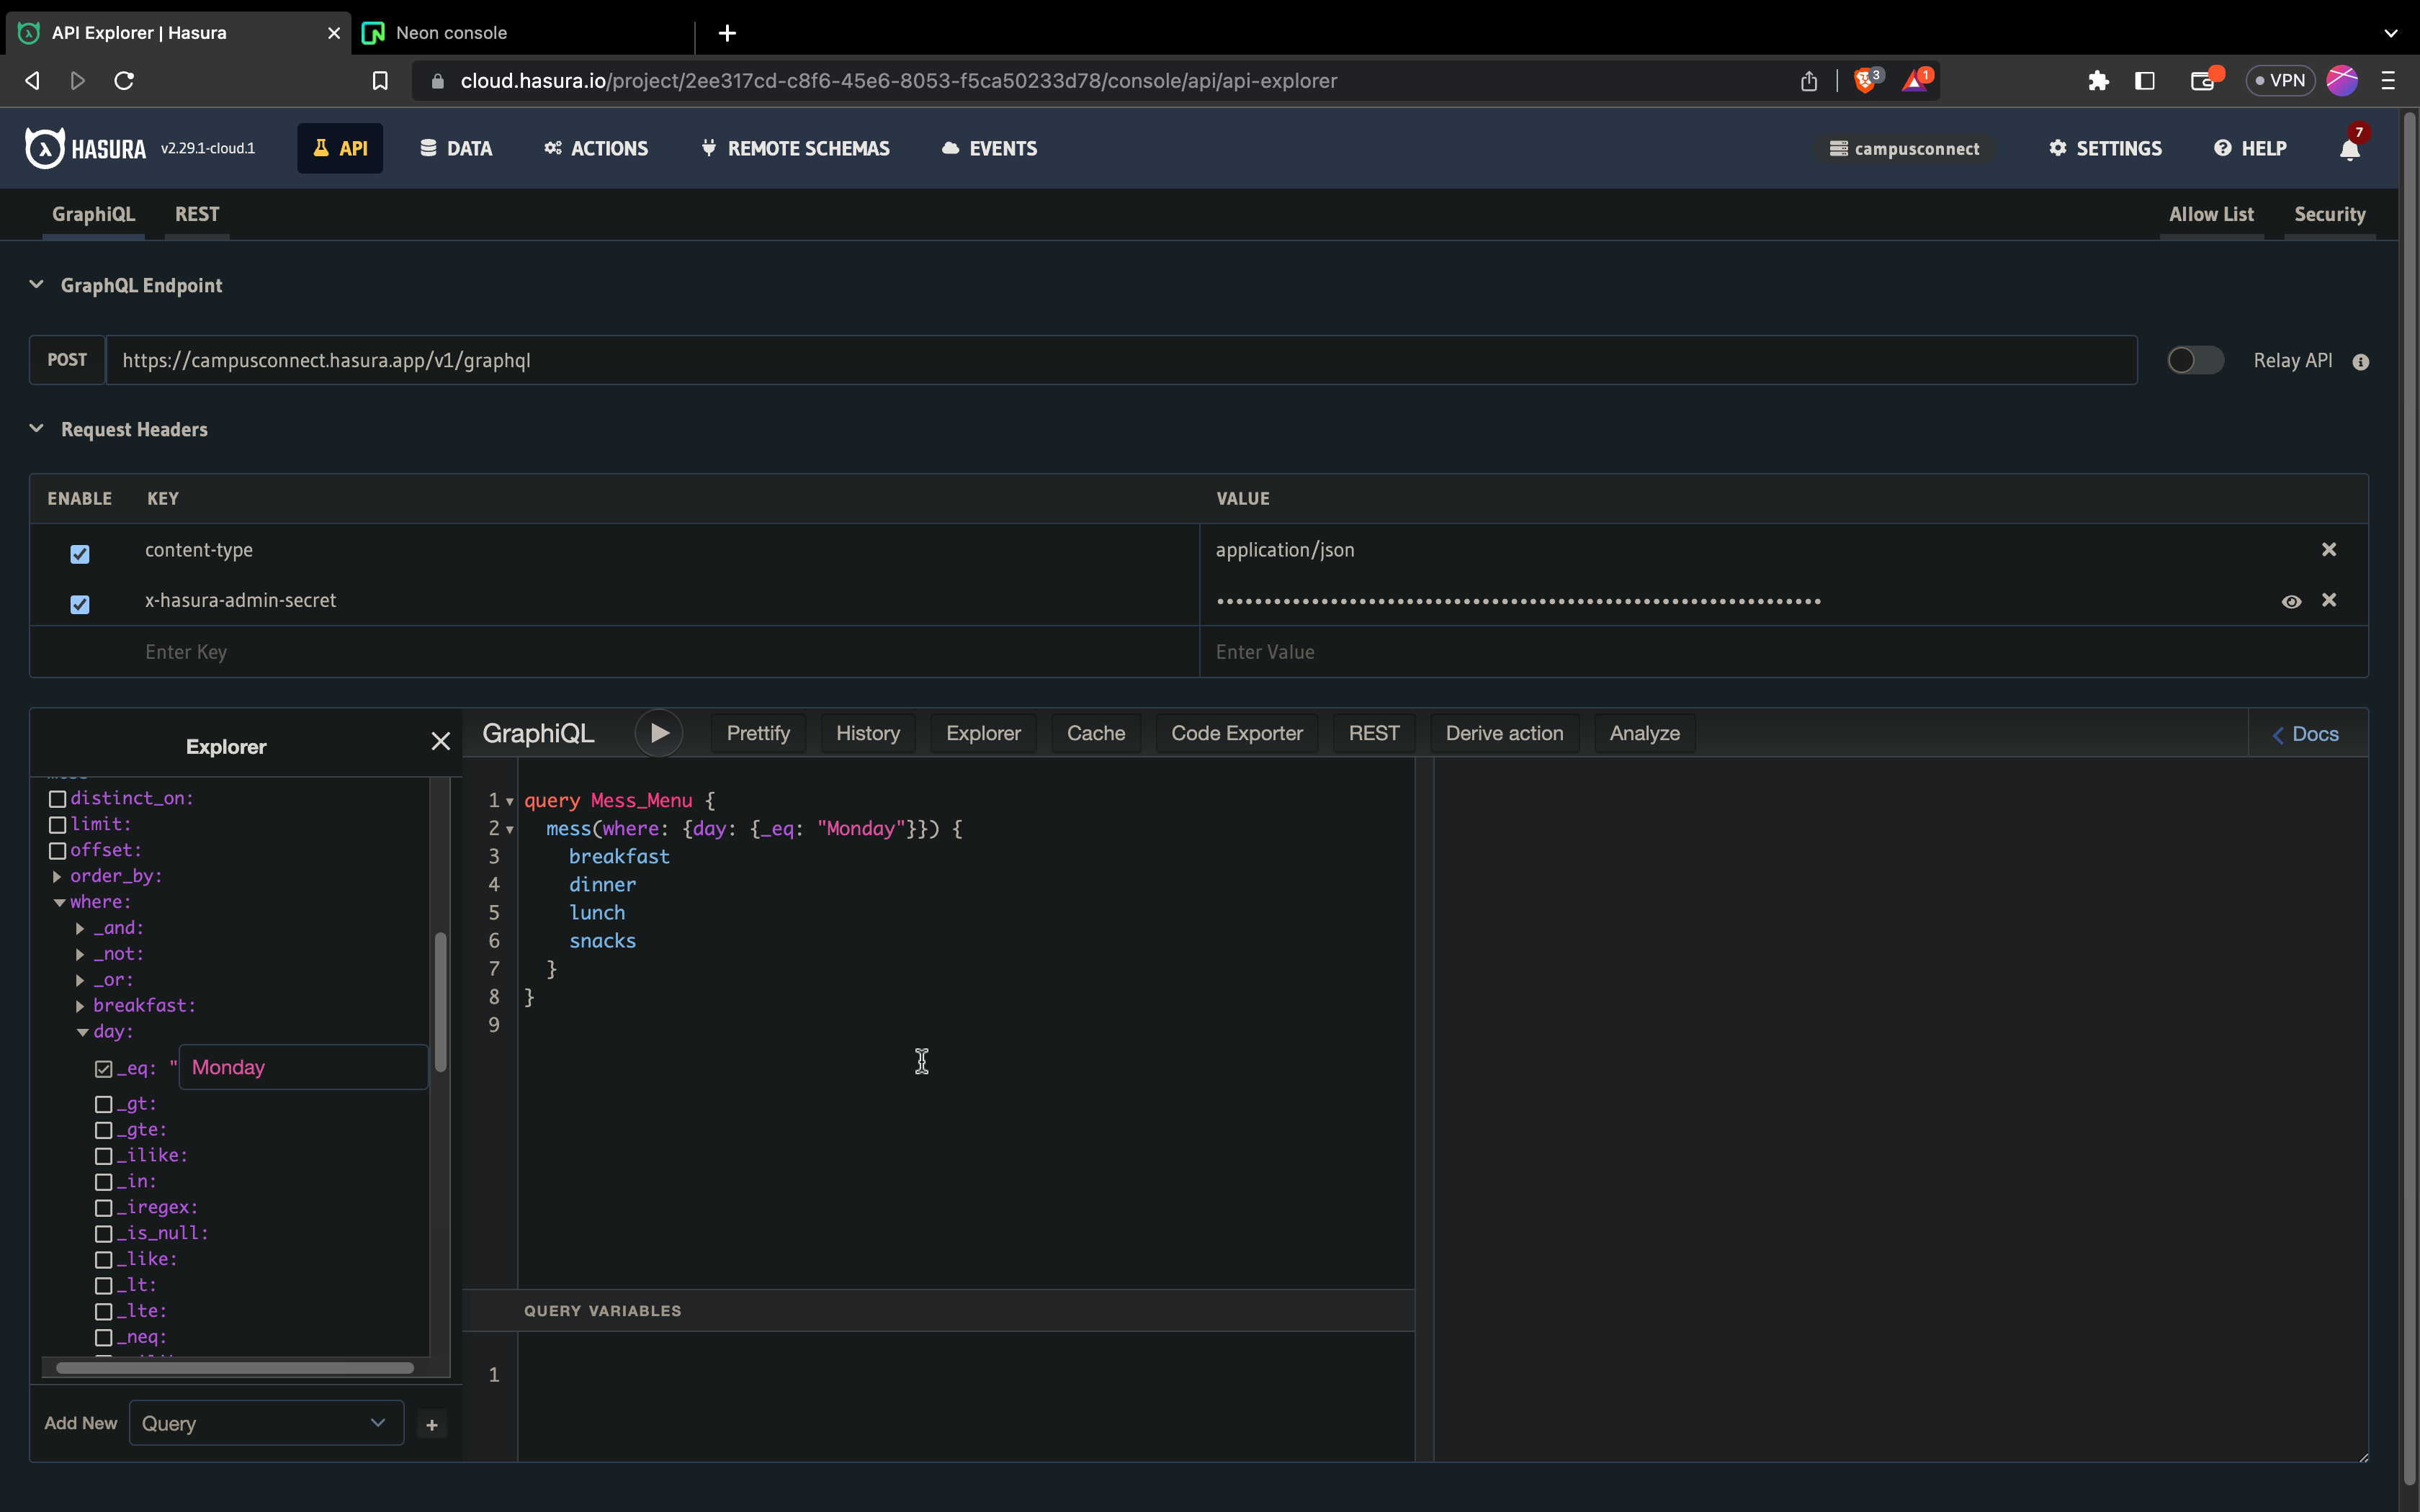 API Explorer | Hasura
Neon console
cloud.hasura.io/project/2ee317cd-c8f6-45e6-8053-f5ca50233d78/console/api/api-explorer
3
1
VPN
HASURA v2.29.1-cloud.1
API
DATA
ACTIONS
REMOTE SCHEMAS
EVENTS
campusconnect
SETTINGS
HELP
7
GraphiQL
REST
Allow List
Security
GraphQL Endpoint
POST
https://campusconnect.hasura.app/v1/graphql
Relay API
Request Headers
ENABLE KEY VALUE
content-type application/json
x-hasura-admin-secret ••••••••••••••••••••••••••••••••••••••••••••••••••••••••••••••••
Enter Key Enter Value
Explorer
distinct_on:
limit:
offset:
order_by:
where:
_and:
_not:
_or:
breakfast:
day:
_eq: "Monday
_gt:
_gte:
_ilike:
_in:
_iregex:
_is_null:
_like:
_lt:
_lte:
_neq:
Add New
Query
+
GraphiQL
Prettify
History
Explorer
Cache
Code Exporter
REST
Derive action
Analyze
Docs
1 query Mess_Menu {
2 mess(where: {day: {_eq: "Monday"}}) {
3 breakfast
4 dinner
5 lunch
6 snacks
7 }
8 }
9
QUERY VARIABLES
1